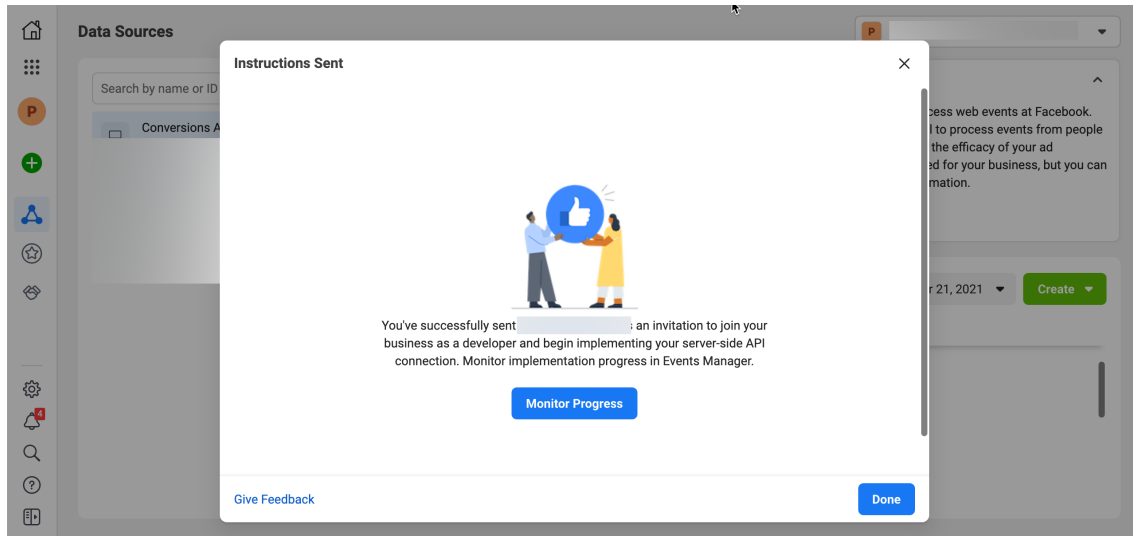 Data Sources
P
Instructions Sent
Search by name or ID
cess web events at Facebook.
P
Conversions A
l to process events from people
the efficacy of your ad
ed for your business, but you can
mation.
r 21, 2021
Create
You've successfully sent s an invitation to join your
business as a developer and begin implementing your server-side API
connection. Monitor implementation progress in Events Manager.
Monitor Progress
4
Give Feedback
Done